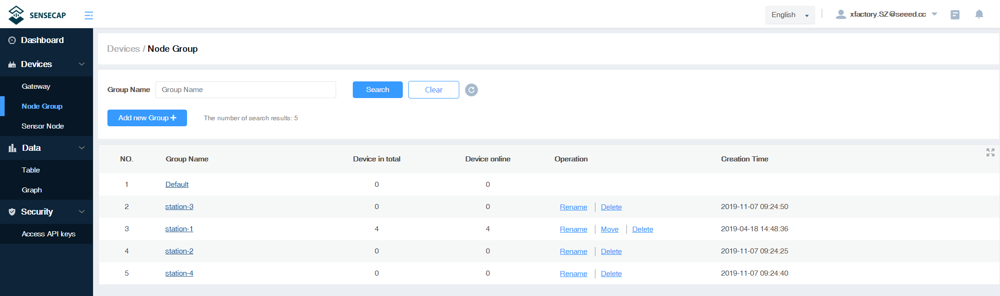 SENSECAP
English
xfactory.SZ@seeed.cc
Dashboard
Devices
Gateway
Node Group
Sensor Node
Data
Table
Graph
Security
Access API keys
Devices / Node Group
Group Name Group Name Search Clear
Add new Group + The number of search results: 5
NO. Group Name Device in total Device online Operation Creation Time
1 Default 0 0
2 station-3 0 0 Rename | Delete 2019-11-07 09:24:50
3 station-1 4 4 Rename | Move | Delete 2019-04-18 14:48:36
4 station-2 0 0 Rename | Delete 2019-11-07 09:24:25
5 station-4 0 0 Rename | Delete 2019-11-07 09:24:40